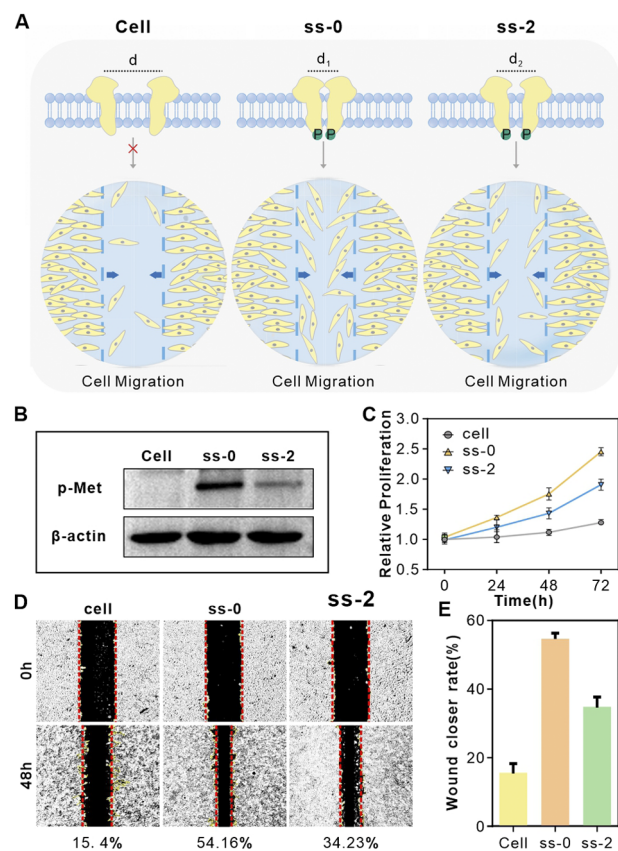 A
Cell ss-0 ss-2
d d₁ d₂
P P P P
Cell Migration Cell Migration Cell Migration
B
Cell ss-0 ss-2
p-Met
β-actin
C
Relative Proliferation
3.0
2.5
2.0
1.5
1.0
0.5
cell
ss-0
ss-2
0 24 48 72
Time(h)
D
cell ss-0 ss-2
0h
48h
15. 4% 54.16% 34.23%
E
Wound closer rate(%)
60
40
20
0
Cell ss-0 ss-2